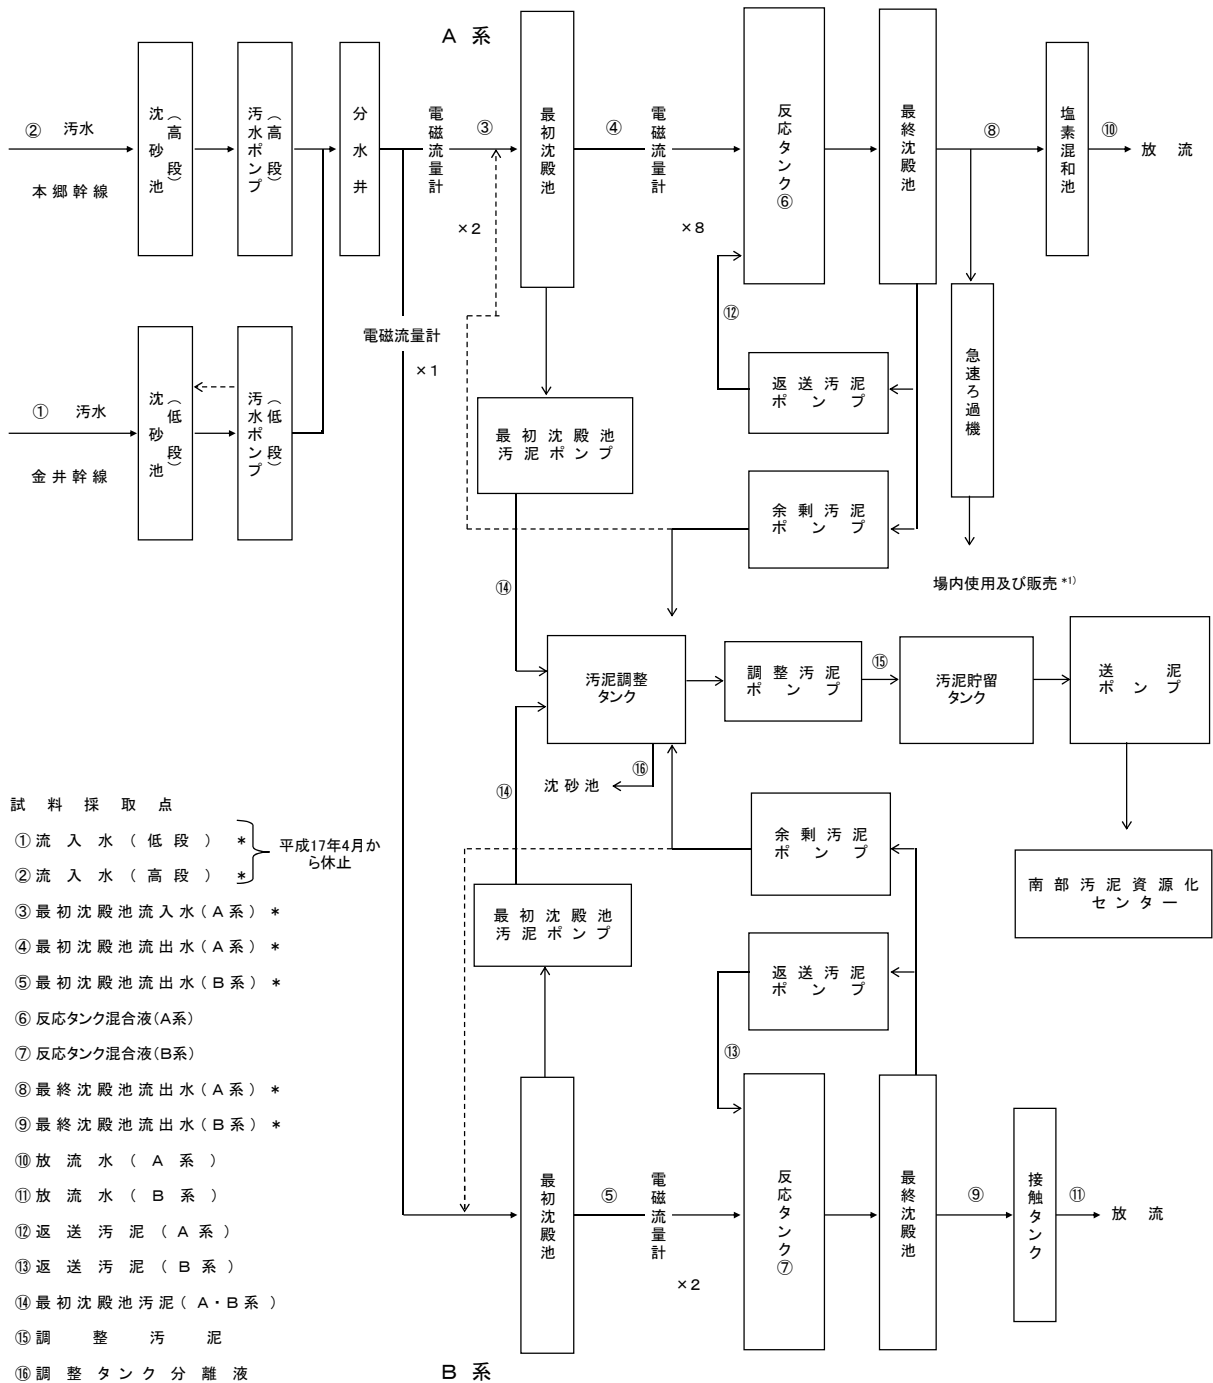 A 系
② 汚水
本郷幹線
沈砂池
（高段）
汚水ポンプ
（高段）
分水井
電磁流量計
③
×2
最初沈殿池
④
電磁流量計
×8
反応タンク
⑥
最終沈殿池
⑧
塩素混和池
⑩
放流
① 汚水
金井幹線
沈砂池
（低段）
汚水ポンプ
（低段）
電磁流量計
×1
最初沈殿池
汚泥ポンプ
⑫
返送汚泥
ポンプ
余剰汚泥
ポンプ
急速ろ過機
場内使用及び販売 *1)
⑭
汚泥調整
タンク
調整汚泥
ポンプ
⑮
汚泥貯留
タンク
送泥
ポンプ
⑯
沈砂池
⑭
余剰汚泥
ポンプ
南部汚泥資源化
センター
最初沈殿池
汚泥ポンプ
返送汚泥
ポンプ
⑬
最初沈殿池
⑤
電磁流量計
×2
反応タンク
⑦
最終沈殿池
⑨
接触タンク
⑪
放流
B 系
試料採取点
①流入水（低段） *
②流入水（高段） *
平成17年4月か
ら休止
③最初沈殿池流入水(A系) *
④最初沈殿池流出水(A系) *
⑤最初沈殿池流出水(B系) *
⑥反応タンク混合液(A系)
⑦反応タンク混合液(B系)
⑧最終沈殿池流出水(A系) *
⑨最終沈殿池流出水(B系) *
⑩放流水（A系）
⑪放流水（B系）
⑫返送汚泥（A系）
⑬返送汚泥（B系）
⑭最初沈殿池汚泥（A・B系）
⑮調整汚泥
⑯調整タンク分離液